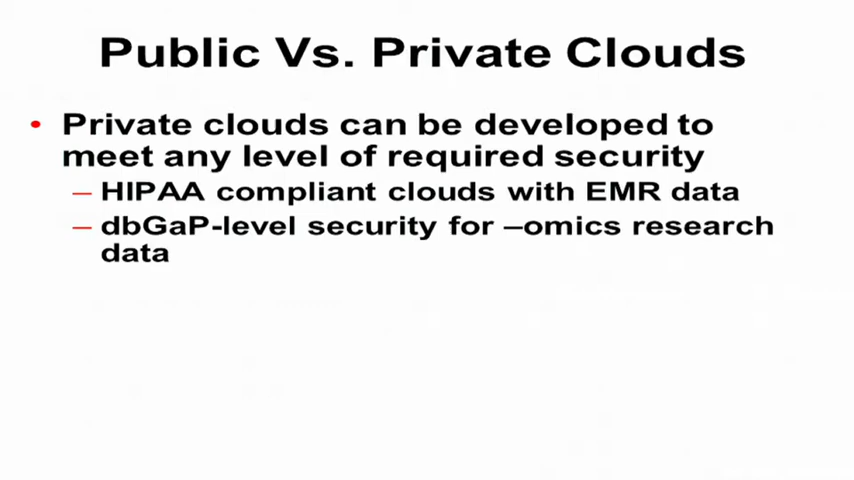 Public Vs. Private Clouds
• Private clouds can be developed to
meet any level of required security
– HIPAA compliant clouds with EMR data
– dbGaP-level security for –omics research
data